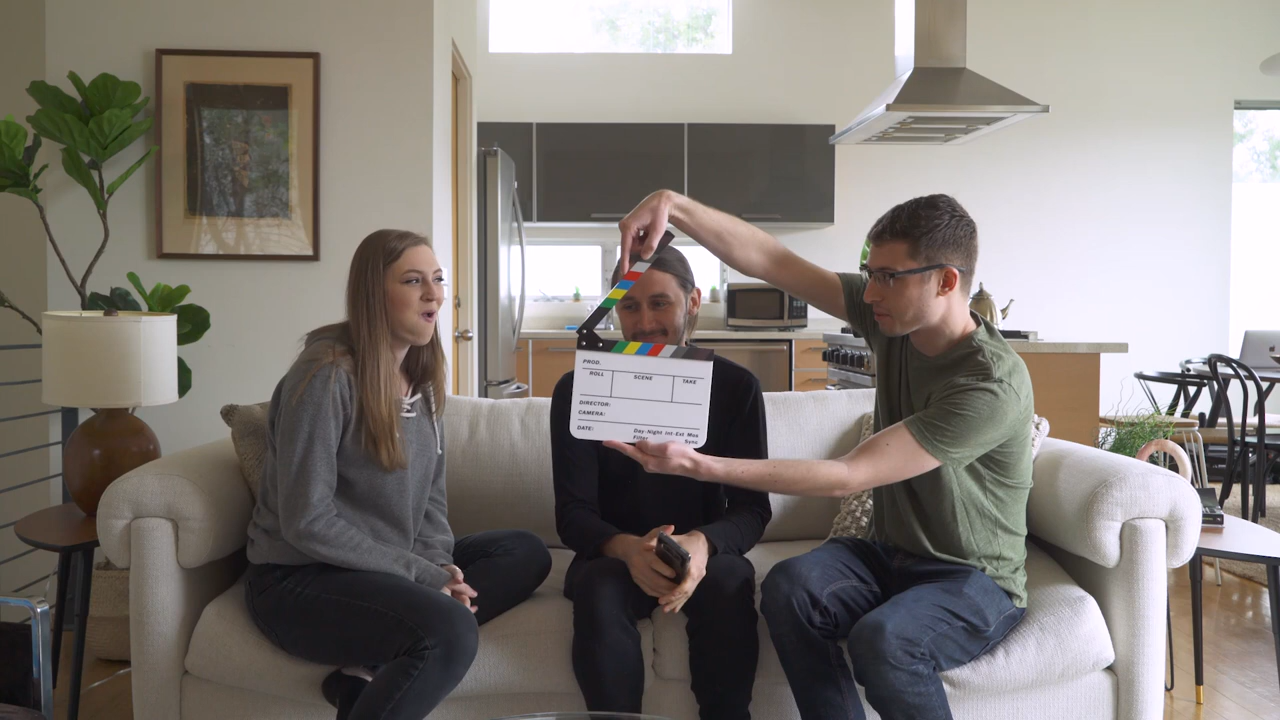 PROD.
ROLL SCENE TAKE
DIRECTOR:
CAMERA:
DATE: Day-Night Int-Ext Mos
Filter Sync